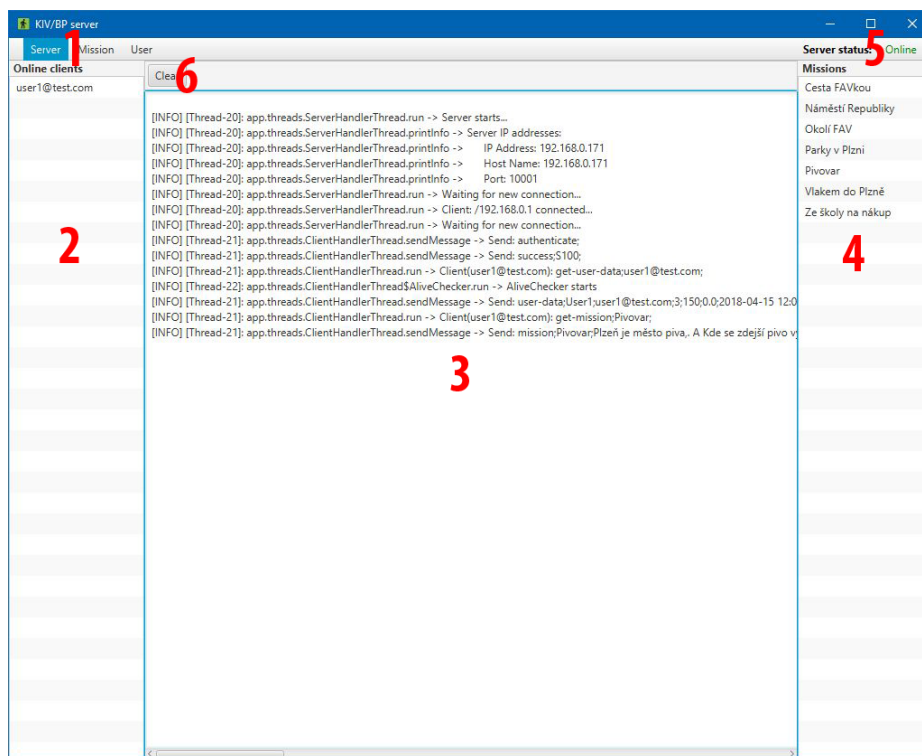 KIV/BP server
Server Mission User
Server status: Online
1
5
Online clients
Clear
6
Missions
user1@test.com
Cesta FAVkou
Náměstí Republiky
Okolí FAV
Parky v Plzni
Pivovar
Vlakem do Plzně
Ze školy na nákup
[INFO] [Thread-20]: app.threads.ServerHandlerThread.run -> Server starts...
[INFO] [Thread-20]: app.threads.ServerHandlerThread.printInfo -> Server IP addresses:
[INFO] [Thread-20]: app.threads.ServerHandlerThread.printInfo -> IP Address: 192.168.0.171
[INFO] [Thread-20]: app.threads.ServerHandlerThread.printInfo -> Host Name: 192.168.0.171
[INFO] [Thread-20]: app.threads.ServerHandlerThread.printInfo -> Port: 10001
[INFO] [Thread-20]: app.threads.ServerHandlerThread.run -> Waiting for new connection...
[INFO] [Thread-20]: app.threads.ServerHandlerThread.run -> Client: /192.168.0.1 connected...
[INFO] [Thread-20]: app.threads.ServerHandlerThread.run -> Waiting for new connection...
[INFO] [Thread-21]: app.threads.ClientHandlerThread.sendMessage -> Send: authenticate;
[INFO] [Thread-21]: app.threads.ClientHandlerThread.sendMessage -> Send: success;S100;
[INFO] [Thread-21]: app.threads.ClientHandlerThread.run -> Client(user1@test.com): get-user-data;user1@test.com;
[INFO] [Thread-22]: app.threads.ClientHandlerThread$AliveChecker.run -> AliveChecker starts
[INFO] [Thread-21]: app.threads.ClientHandlerThread.sendMessage -> Send: user-data;User1;user1@test.com;3;150;0.0;2018-04-15 12:0
[INFO] [Thread-21]: app.threads.ClientHandlerThread.run -> Client(user1@test.com): get-mission;Pivovar;
[INFO] [Thread-21]: app.threads.ClientHandlerThread.sendMessage -> Send: mission;Pivovar;Plzeň je město piva,. A Kde se zdejší pivo
2
3
4